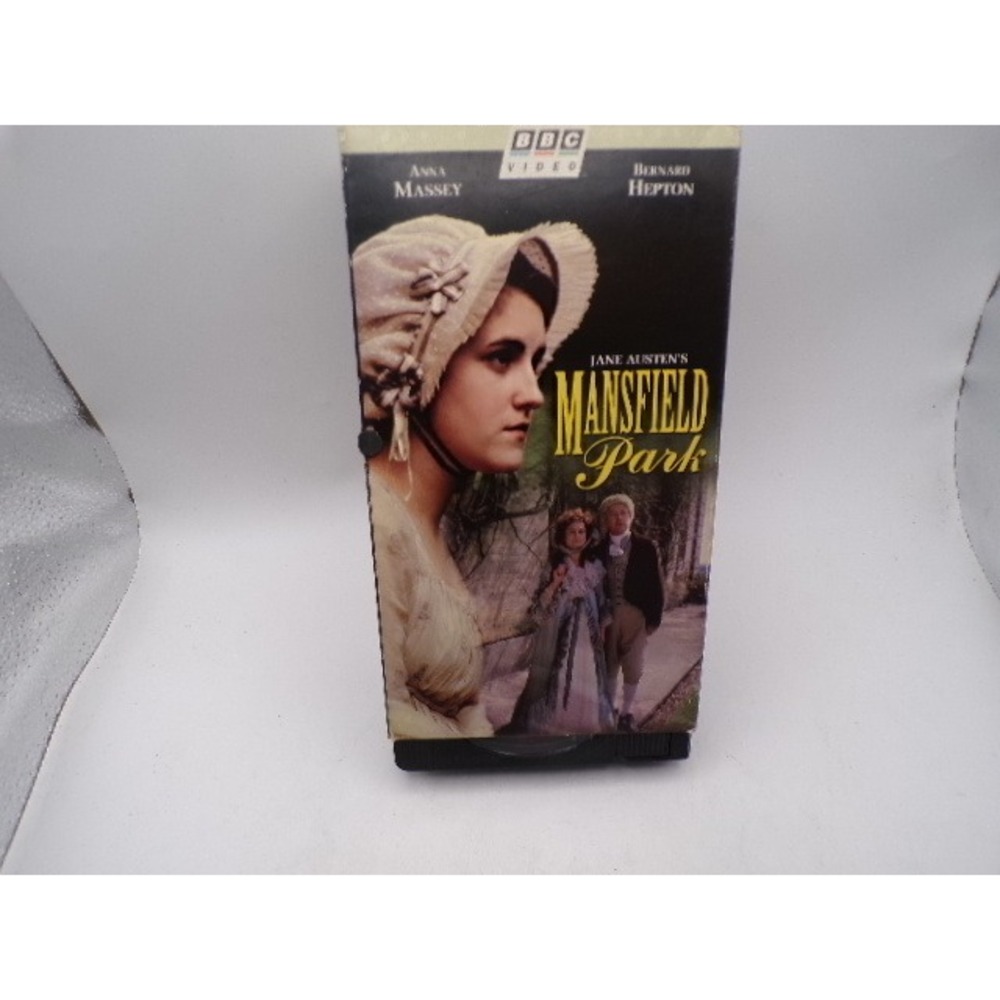 BBC
VIDEO
ANNA
MASSEY
BERNARD
HEPTON
JANE AUSTEN'S
MANSFIELD
Park